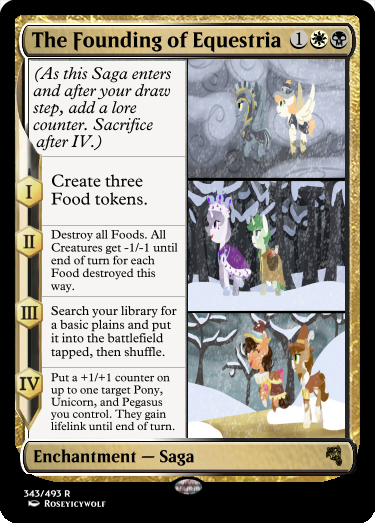 The Founding of Equestria 1
(As this Saga enters
and after your draw
step, add a lore
counter. Sacrifice
after IV.)
I
Create three
Food tokens.
II
Destroy all Foods. All
Creatures get -1/-1 until
end of turn for each
Food destroyed this
way.
III
Search your library for
a basic plains and put
it into the battlefield
tapped, then shuffle.
IV
Put a +1/+1 counter on
up to one target Pony,
Unicorn, and Pegasus
you control. They gain
lifelink until end of turn.
Enchantment — Saga
343/493 R
Roseyicywolf